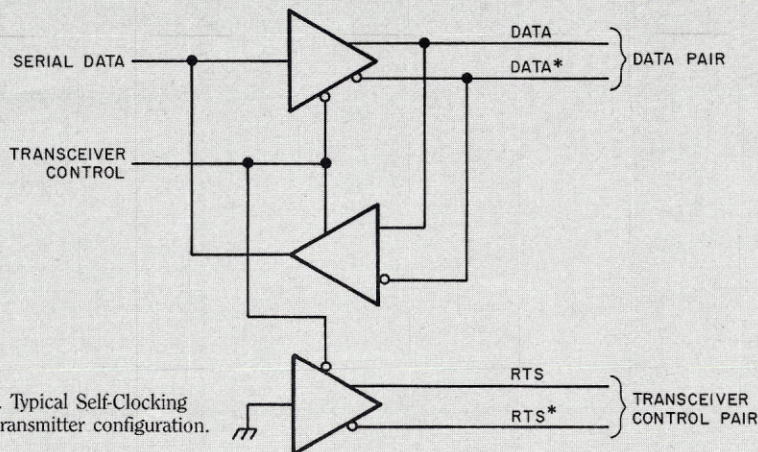 SERIAL DATA
DATA
DATA*
DATA PAIR
TRANSCEIVER
CONTROL
RTS
RTS*
TRANSCEIVER
CONTROL PAIR
. Typical Self-Clocking
ransmitter configuration.